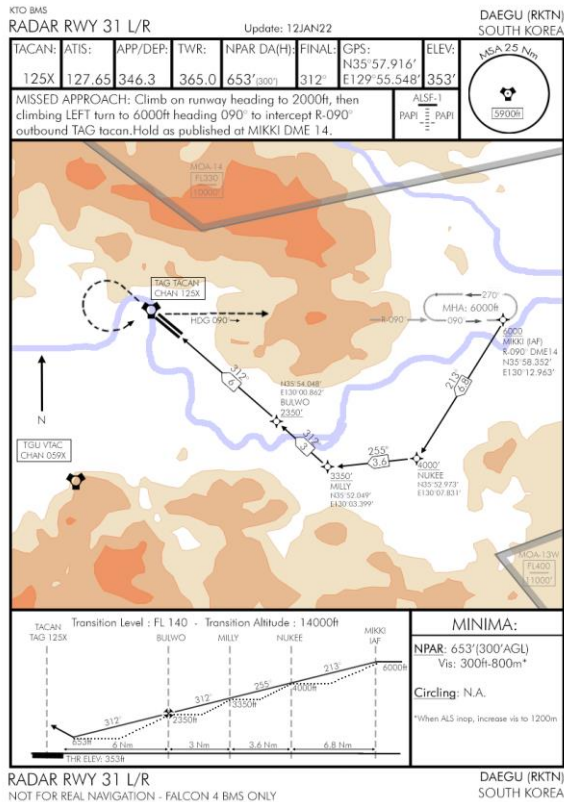 KTO BMS
RADAR RWY 31 L/R
Update: 12JAN22
DAEGU (RKTN)
SOUTH KOREA
TACAN: ATIS: APP/DEP: TWR: NPAR DA(H): FINAL: GPS: ELEV:
N35°57.916'
125X 127.65 346.3 365.0 653'(300') 312° E129°55.548' 353'
MSA 25 Nm
5900ft
MISSED APPROACH: Climb on runway heading to 2000ft, then
climbing LEFT turn to 6000ft heading 090° to intercept R-090°
outbound TAG tacan.Hold as published at MIKKI DME 14.
ALSF-1
PAPI PAPI
MOA-14
FL330
10000'
TAG TACAN
CHAN 125X
HDG 090°
270°
MHA: 6000ft
R-090°
090°
6000
MIKKI (IAF)
R-090° DME14
N35°58.352'
E130°12.963'
312°
6
213°
6.8
N35°54.048'
E130°00.862'
BULWO
2350'
N
312°
3
255°
3.6
TGU VTAC
CHAN 059X
3350'
MILLY
N35°52.049'
E130°03.399'
4000'
NUKEE
N35°52.973'
E130°07.831'
MOA-13W
FL400
11000'
Transition Level : FL 140 - Transition Altitude : 14000ft
TACAN
TAG 125X
BULWO
MILLY
NUKEE
MIKKI
IAF
312°
312°
255°
213°
6000ft
4000ft
3350ft
2350ft
653ft
6 Nm
3 Nm
3.6 Nm
6.8 Nm
THR ELEV: 353ft
MINIMA:
NPAR: 653'(300'AGL)
Vis: 300ft-800m*
Circling: N.A.
*When ALS inop, increase vis to 1200m
RADAR RWY 31 L/R
NOT FOR REAL NAVIGATION - FALCON 4 BMS ONLY
DAEGU (RKTN)
SOUTH KOREA